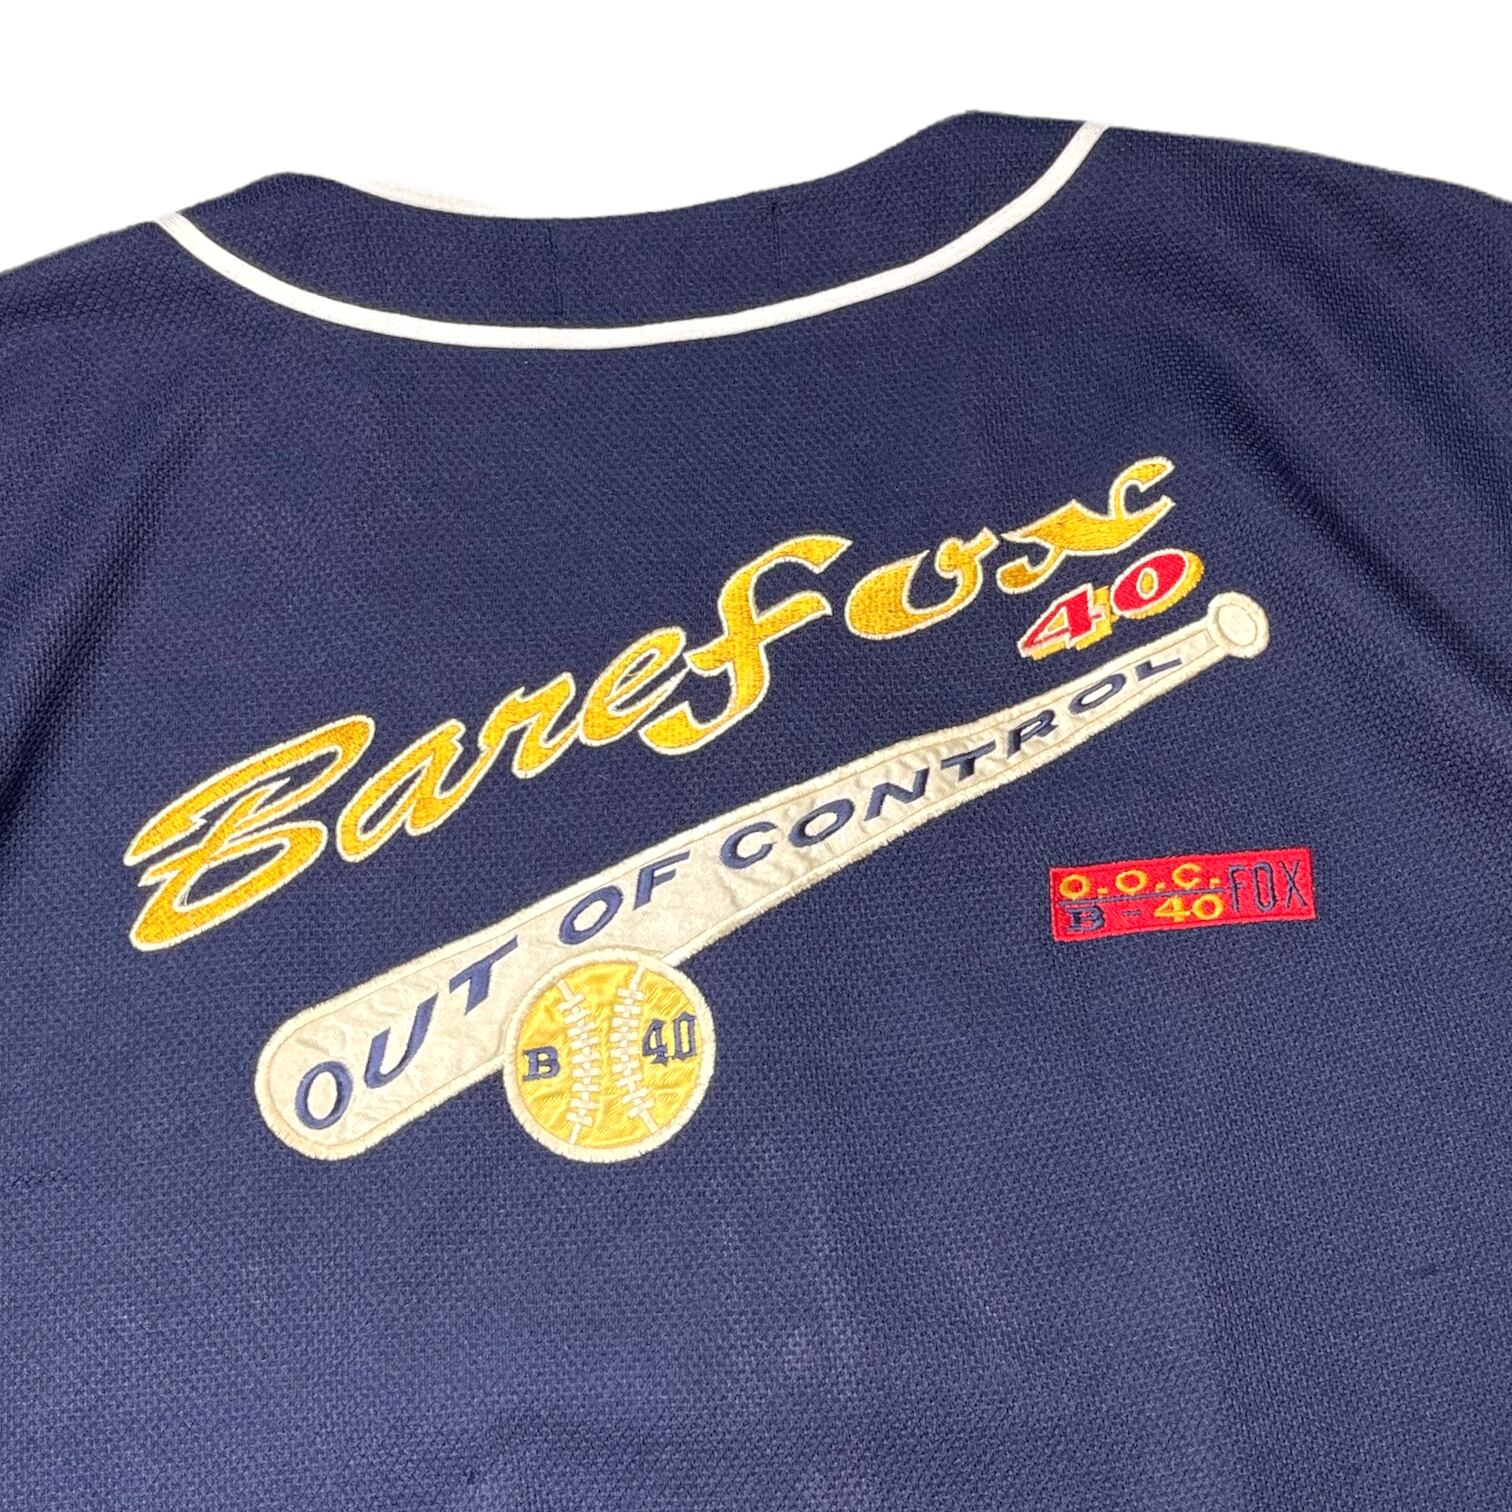 Barefox
40
OUT OF CONTROL
B 40
O.O.C. FOX
B-40